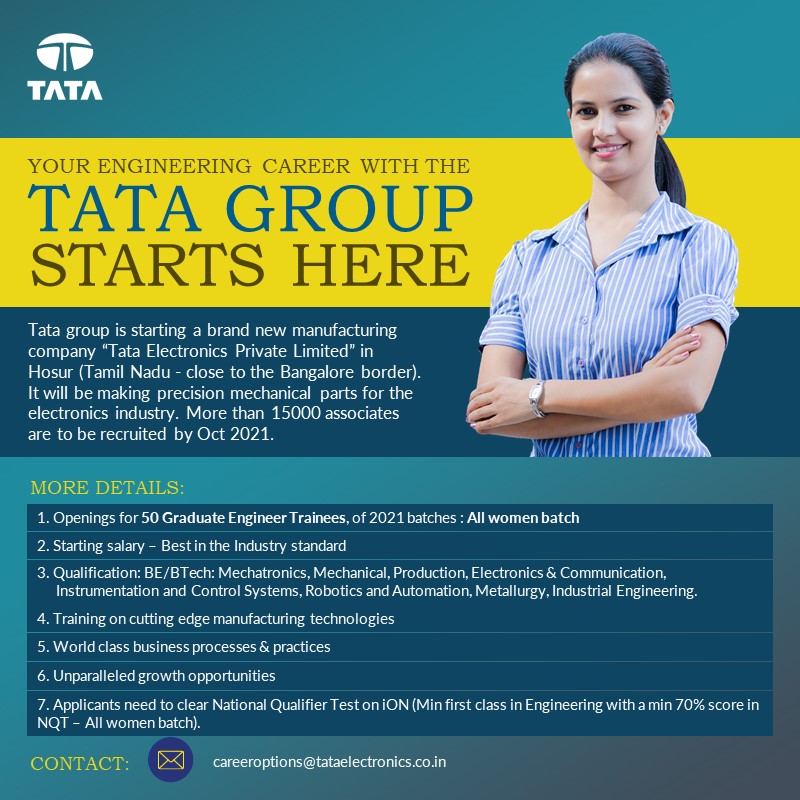 TATA
YOUR ENGINEERING CAREER WITH THE
TATA GROUP
STARTS HERE
Tata group is starting a brand new manufacturing
company “Tata Electronics Private Limited” in
Hosur (Tamil Nadu - close to the Bangalore border).
It will be making precision mechanical parts for the
electronics industry. More than 15000 associates
are to be recruited by Oct 2021.
MORE DETAILS:
1. Openings for 50 Graduate Engineer Trainees, of 2021 batches : All women batch
2. Starting salary – Best in the Industry standard
3. Qualification: BE/BTech: Mechatronics, Mechanical, Production, Electronics & Communication,
Instrumentation and Control Systems, Robotics and Automation, Metallurgy, Industrial Engineering.
4. Training on cutting edge manufacturing technologies
5. World class business processes & practices
6. Unparalleled growth opportunities
7. Applicants need to clear National Qualifier Test on iON (Min first class in Engineering with a min 70% score in
NQT – All women batch).
CONTACT: careeroptions@tataelectronics.co.in